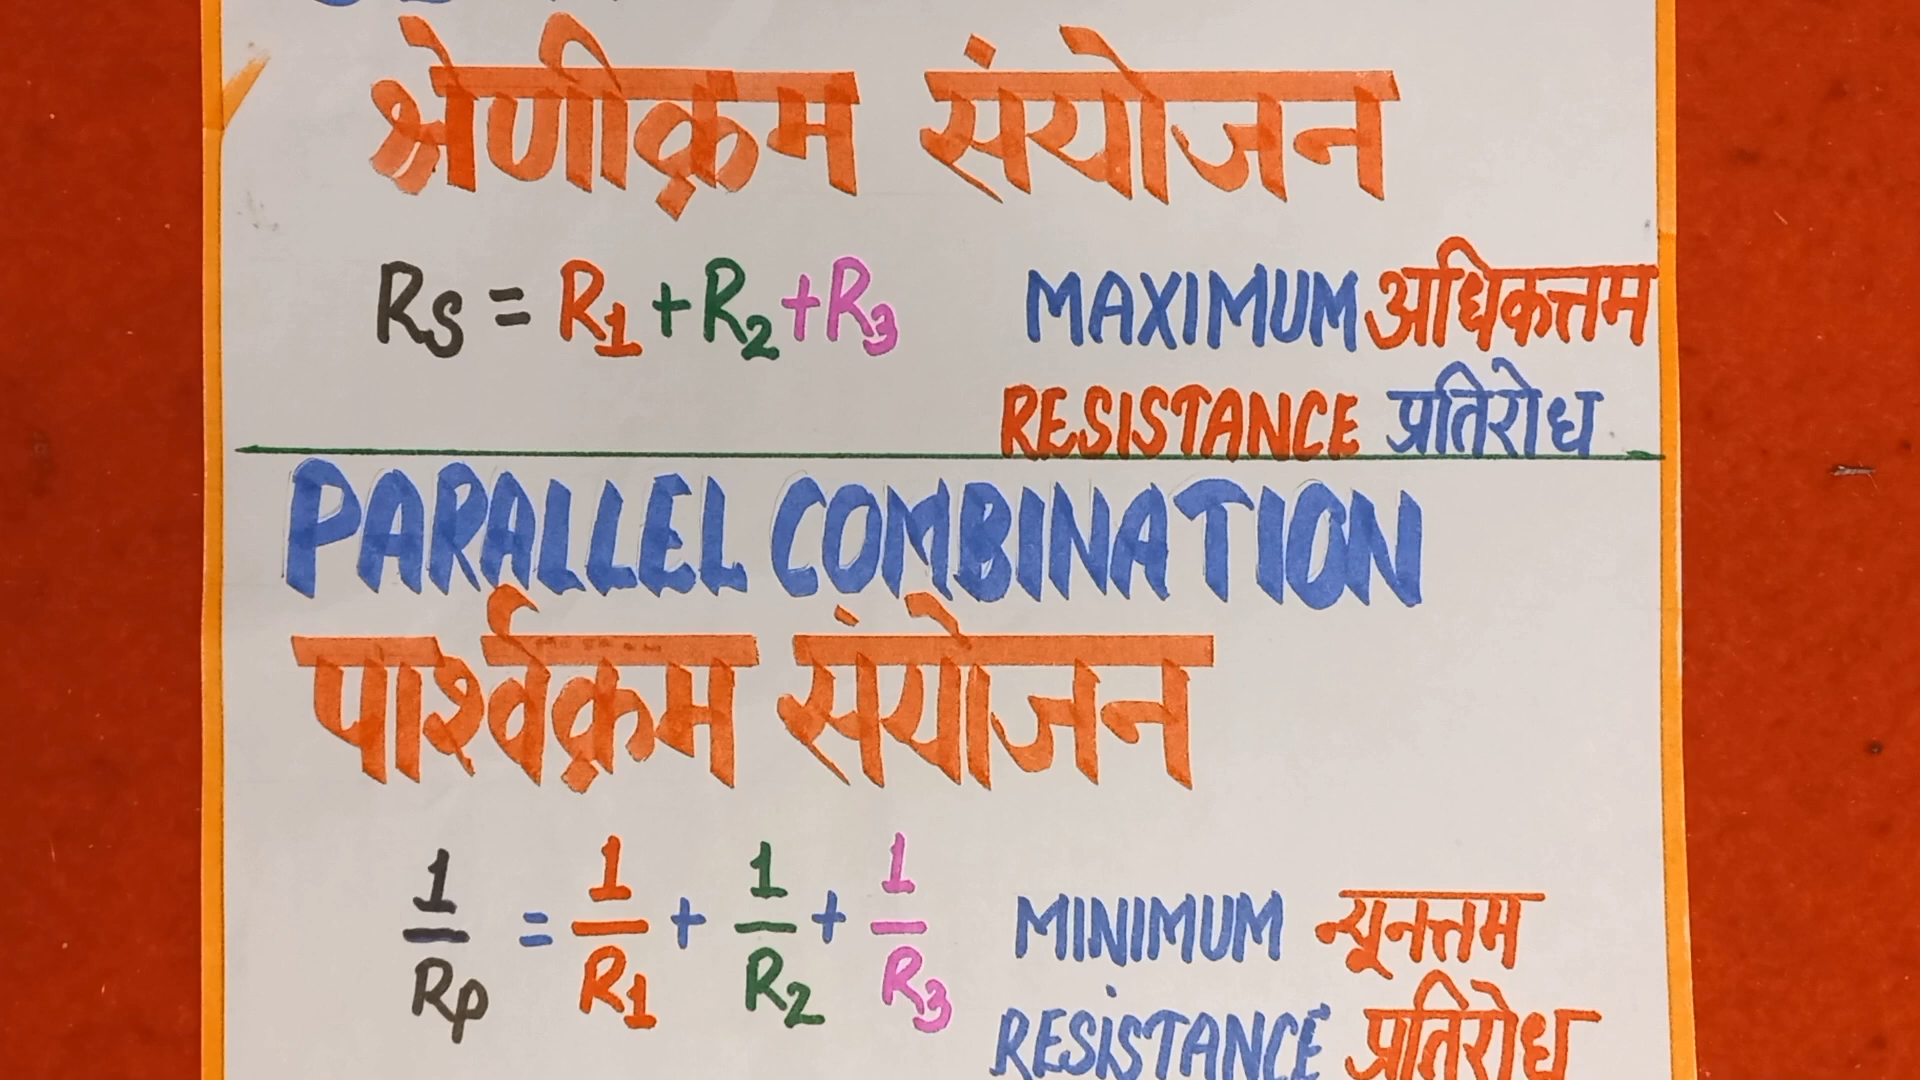 श्रेणीक्रम संयोजन
Rs = R1 + R2 + R3 MAXIMUM अधिकत्तम
RESISTANCE प्रतिरोध
PARALLEL COMBINATION
पार्श्वक्रम संयोजन
1/Rp = 1/R1 + 1/R2 + 1/R3 MINIMUM न्यूनत्तम
RESISTANCE प्रतिरोध